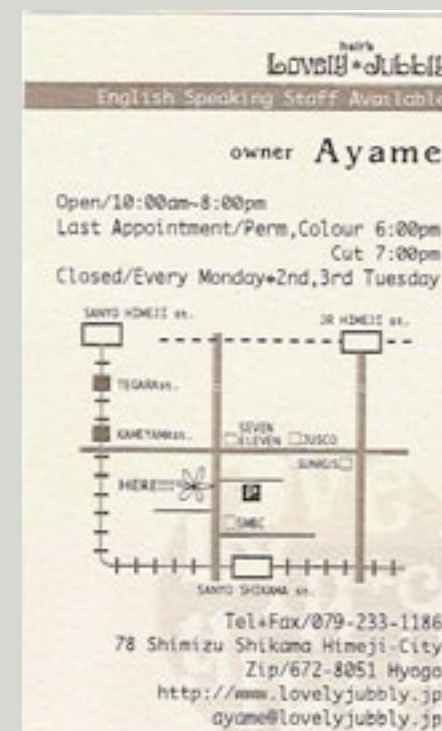 hair's
Lovely*Jubbly
English Speaking Staff Available
owner Ayame
Open/10:00am~8:00pm
Last Appointment/Perm,Colour 6:00pm
Cut 7:00pm
Closed/Every Monday*2nd,3rd Tuesday
SANYO HIMEJI st.
JR HIMEJI st.
TEGARA st.
KAMEYAMA st.
SEVEN ELEVEN
JUSCO
HERE!!!
P
SMBC
SANYO SHIKAMA st.
Tel+Fax/079-233-1186
78 Shimizu Shikama Himeji-City
Zip/672-8051 Hyogo
http://www.lovelyjubbly.jp
ayame@lovelyjubbly.jp